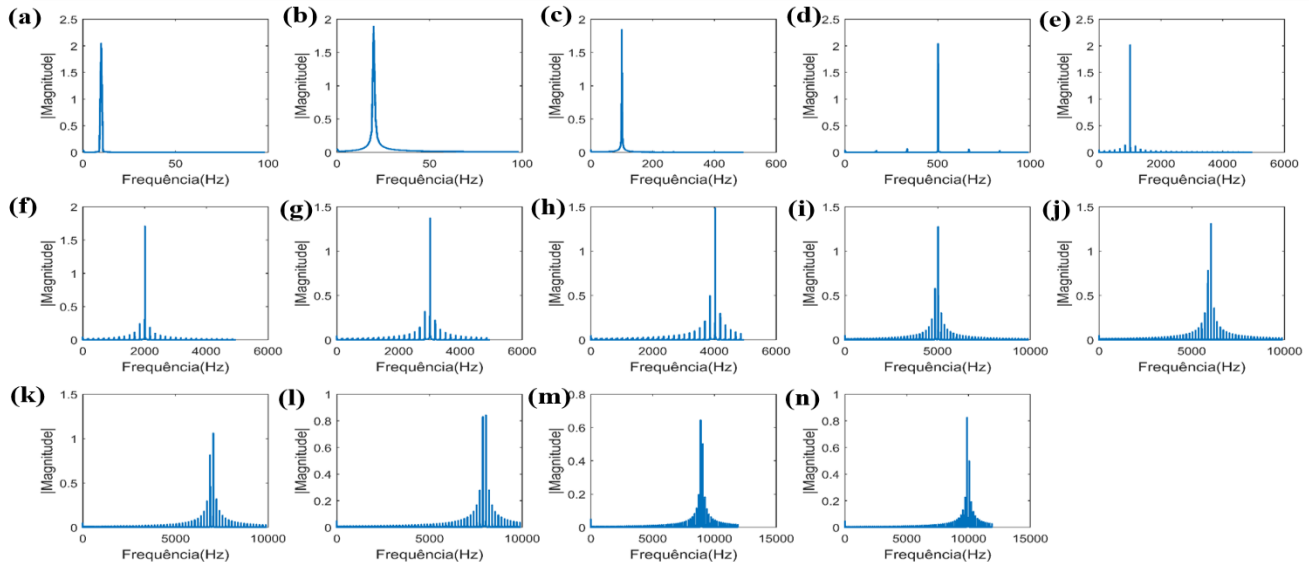 (a) (b) (c) (d) (e)
2.5 2 2 2.5 2.5
2 1.5 1.5 2 2
1.5 1 1 1.5 1.5
1 0.5 0.5 1 1
0.5 0.5 0.5
0 0 0 0 0
0 50 100 0 50 100 0 500 0 500 1000 0 2000 4000 6000
|Magnitude| |Magnitude| |Magnitude| |Magnitude| |Magnitude|
Frequência(Hz) Frequência(Hz) Frequência(Hz) Frequência(Hz) Frequência(Hz)
(f) (g) (h) (i) (j)
2 1.5 1.5 1.5 1.5
1.5 1 1 1 1
1 0.5 0.5 0.5 0.5
0.5
0 0 0 0 0
0 2000 4000 6000 0 2000 4000 6000 0 2000 4000 6000 0 5000 10000 0 5000 10000
|Magnitude| |Magnitude| |Magnitude| |Magnitude| |Magnitude|
Frequência(Hz) Frequência(Hz) Frequência(Hz) Frequência(Hz) Frequência(Hz)
(k) (l) (m) (n)
1.5 1 0.8 1
1 0.8 0.6 0.8
0.5 0.6 0.4 0.6
0.4 0.2 0.4
0.2 0.2
0 0 0 0
0 5000 10000 0 5000 10000 0 5000 10000 15000 0 5000 10000 15000
|Magnitude| |Magnitude| |Magnitude| |Magnitude|
Frequência(Hz) Frequência(Hz) Frequência(Hz) Frequência(Hz)